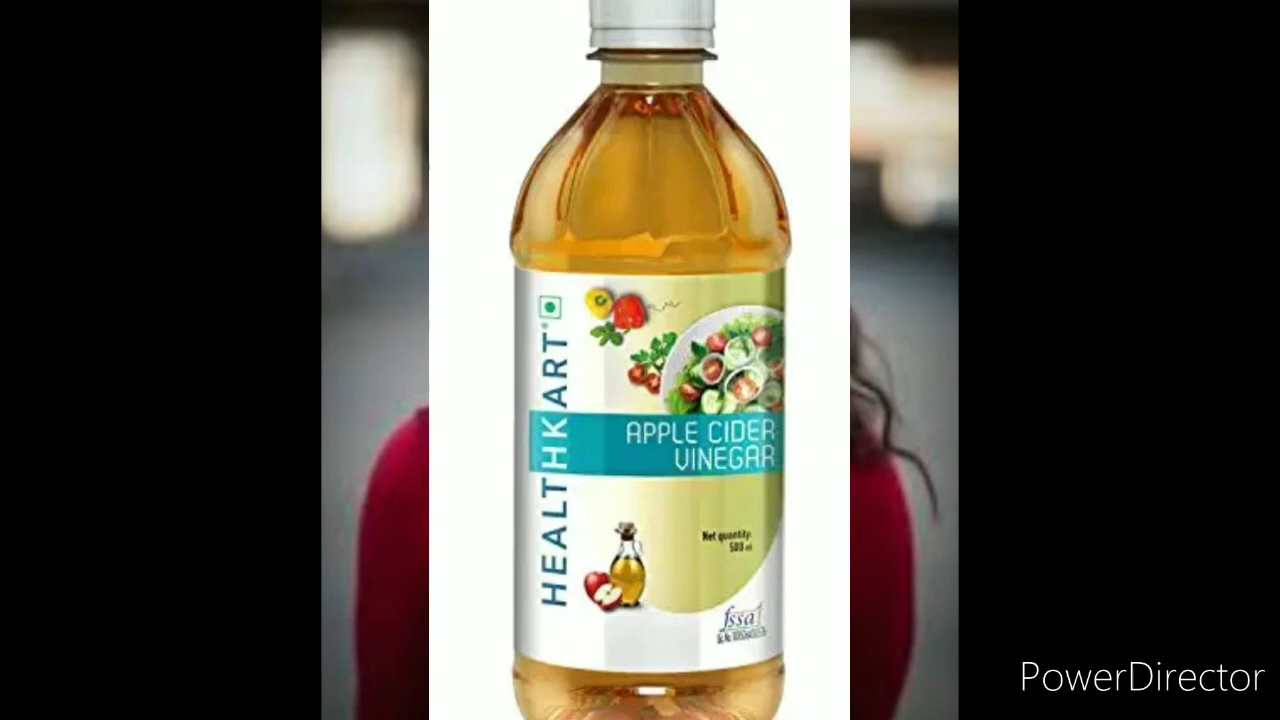 HEALTHKART®
APPLE CIDER
VINEGAR
Net quantity:
500 ml
fssai
PowerDirector